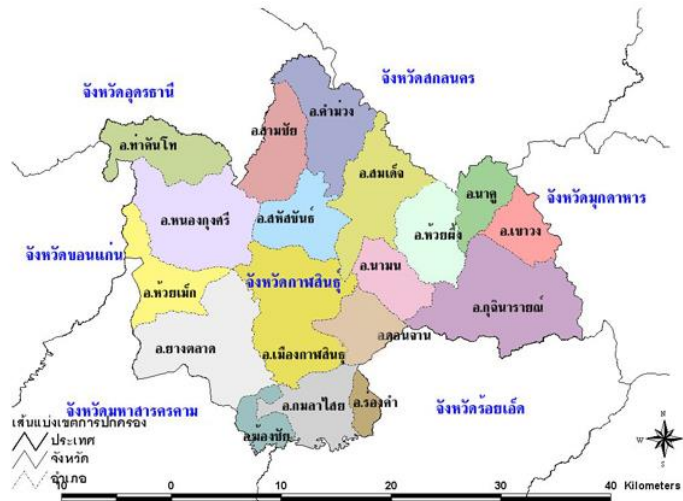 จังหวัดสกลนคร
จังหวัดอุดรธานี
อ.คำม่วง
อ.สามชัย
อ.ท่าคันโท
อ.สมเด็จ
อ.นาคู
จังหวัดมุกดาหาร
อ.หนองกุงศรี
อ.สหัสขันธ์
อ.ห้วยผึ้ง
อ.เขาวง
จังหวัดขอนแก่น
จังหวัดกาฬสินธุ์
อ.นามน
อ.ห้วยเม็ก
อ.กุฉินารายณ์
อ.ยางตลาด
อ.เมืองกาฬสินธุ
อ.ดอนจาน
จังหวัดมหาสารคคาม
อ.กมลาไสย
อ.ร่องคำ
จังหวัดร้อยเอ็ด
เส้นแบ่งเขตการปกครอง
ประเทศ
อ.ฆ้องชัย
จังหวัด
อำเภอ
N
W
E
S
10 0 10 20 30 40 Kilometers